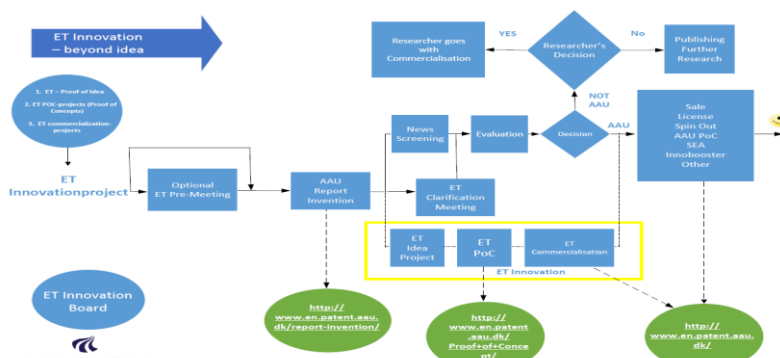 ET Innovation
– beyond idea
1. ET – Proof of Idea
2. ET POC-projects (Proof of
Concepts)
3. ET commercialization-
projects
ET
Innovationproject
Optional
ET Pre-Meeting
AAU
Report
Invention
News
Screening
ET
Clarification
Meeting
Evaluation
Decision
NOT
AAU
AAU
Researcher's
Decision
YES
No
Researcher goes
with
Commercialisation
Publishing
Further
Research
Sale
License
Spin Out
AAU PoC
SEA
Innobooster
Other
ET
Idea
Project
ET
PoC
ET
Commercialisation
ET Innovation
ET Innovation
Board
http://
www.en.patent.aau.
dk/report-invention/
http://
www.en.patent
.aau.dk/
Proof+of+Conce
pt/
http://
www.en.patent.aau.
dk/